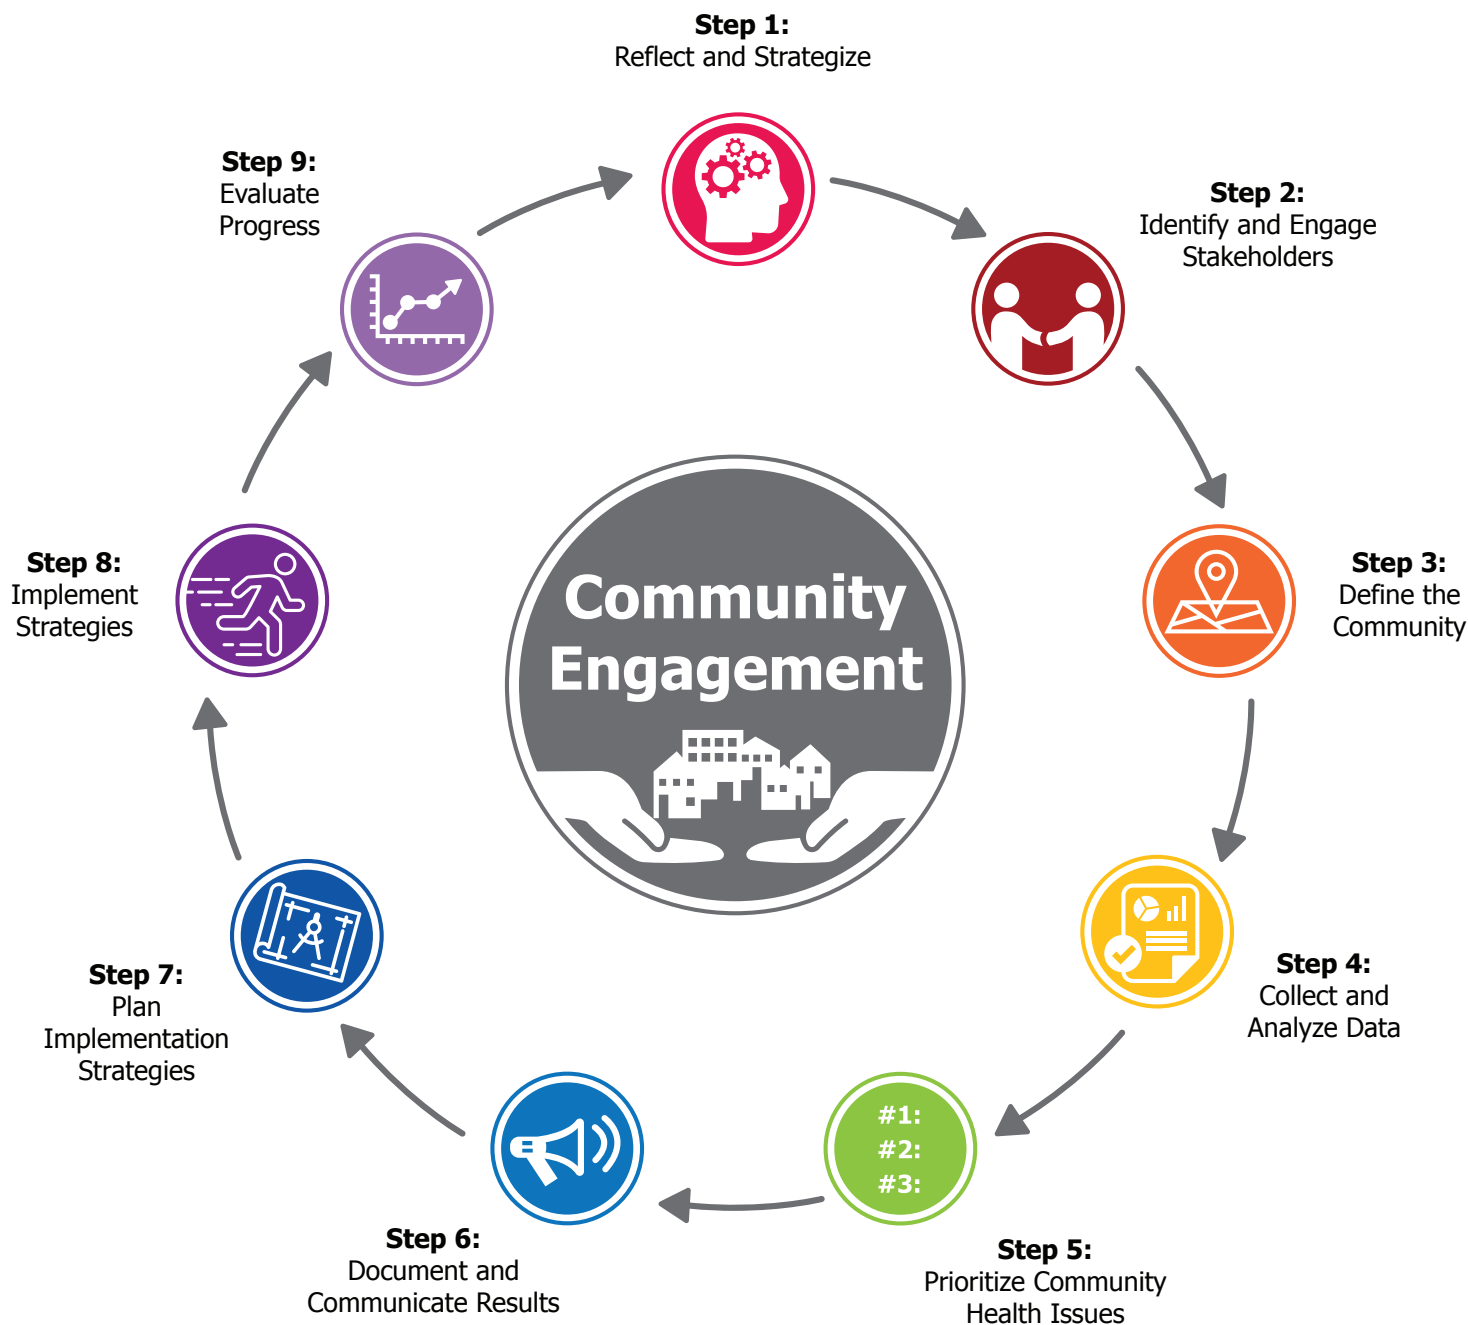 Step 1:
Reflect and Strategize
Step 2:
Identify and Engage
Stakeholders
Step 3:
Define the
Community
Step 4:
Collect and
Analyze Data
Step 5:
Prioritize Community
Health Issues
#1:
#2:
#3:
Step 6:
Document and
Communicate Results
Step 7:
Plan
Implementation
Strategies
Step 8:
Implement
Strategies
Step 9:
Evaluate
Progress
Community
Engagement